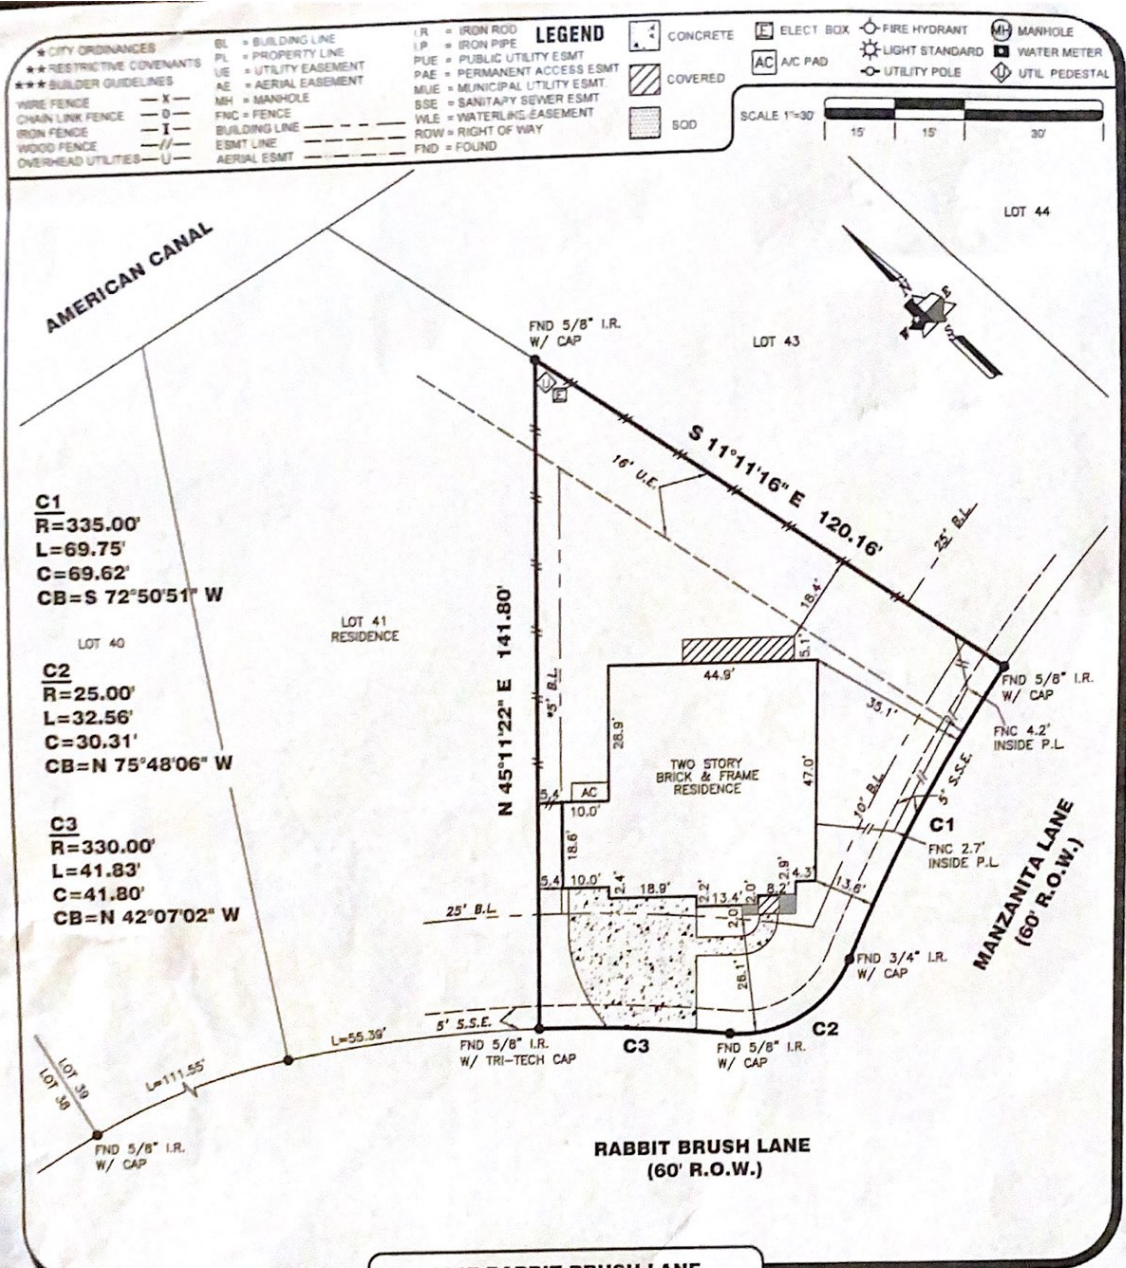 ★ CITY ORDINANCES
★★ RESTRICTIVE COVENANTS
★★★ BUILDER GUIDELINES
WIRE FENCE —X—
CHAIN LINK FENCE —O—
IRON FENCE —I—
WOOD FENCE —//—
OVERHEAD UTILITIES—U—
BL = BUILDING LINE
PL = PROPERTY LINE
UE = UTILITY EASEMENT
AE = AERIAL EASEMENT
MH = MANHOLE
FNC = FENCE
BUILDING LINE
ESMT LINE
AERIAL ESMT
I.R = IRON ROD
I.P = IRON PIPE
PUE = PUBLIC UTILITY ESMT
PAE = PERMANENT ACCESS ESMT
MUE = MUNICIPAL UTILITY ESMT.
SSE = SANITARY SEWER ESMT
WLE = WATERLINE EASEMENT
ROW = RIGHT OF WAY
FND = FOUND
LEGEND
CONCRETE
COVERED
SOD
E ELECT BOX
AC A/C PAD
FIRE HYDRANT
LIGHT STANDARD
UTILITY POLE
MH MANHOLE
WATER METER
U UTIL PEDESTAL
SCALE 1"=30'
15' 15' 30'
AMERICAN CANAL
LOT 44
LOT 43
N
E
S
W
FND 5/8" I.R.
W/ CAP
U
E
S 11°11'16" E 120.16'
16' U.E.
25' B.L.
18.4'
5.1'
C1
R=335.00'
L=69.75'
C=69.62'
CB=S 72°50'51" W
LOT 40
C2
R=25.00'
L=32.56'
C=30.31'
CB=N 75°48'06" W
C3
R=330.00'
L=41.83'
C=41.80'
CB=N 42°07'02" W
LOT 41
RESIDENCE
N 45°11'22" E 141.80'
*5' B.L.
44.9'
28.9'
TWO STORY
BRICK & FRAME
RESIDENCE
47.0'
35.1'
FND 5/8" I.R.
W/ CAP
FNC 4.2'
INSIDE P.L.
10' B.L.
5' S.S.E.
C1
FNC 2.7'
INSIDE P.L.
MANZANITA LANE
(60' R.O.W.)
5.4
AC
10.0'
18.6'
5.4
10.0'
2.4'
18.9'
2.2'
13.4'
2.0'
2.0'
8.2'
2.9'
4.3'
13.6'
25' B.L
26.1'
FND 3/4" I.R.
W/ CAP
C2
5' S.S.E.
L=55.39'
FND 5/8" I.R.
W/ TRI-TECH CAP
C3
FND 5/8" I.R.
W/ CAP
LOT 39
LOT 38
L=111.55'
FND 5/8" I.R.
W/ CAP
RABBIT BRUSH LANE
(60' R.O.W.)
RABBIT BRUSH LANE